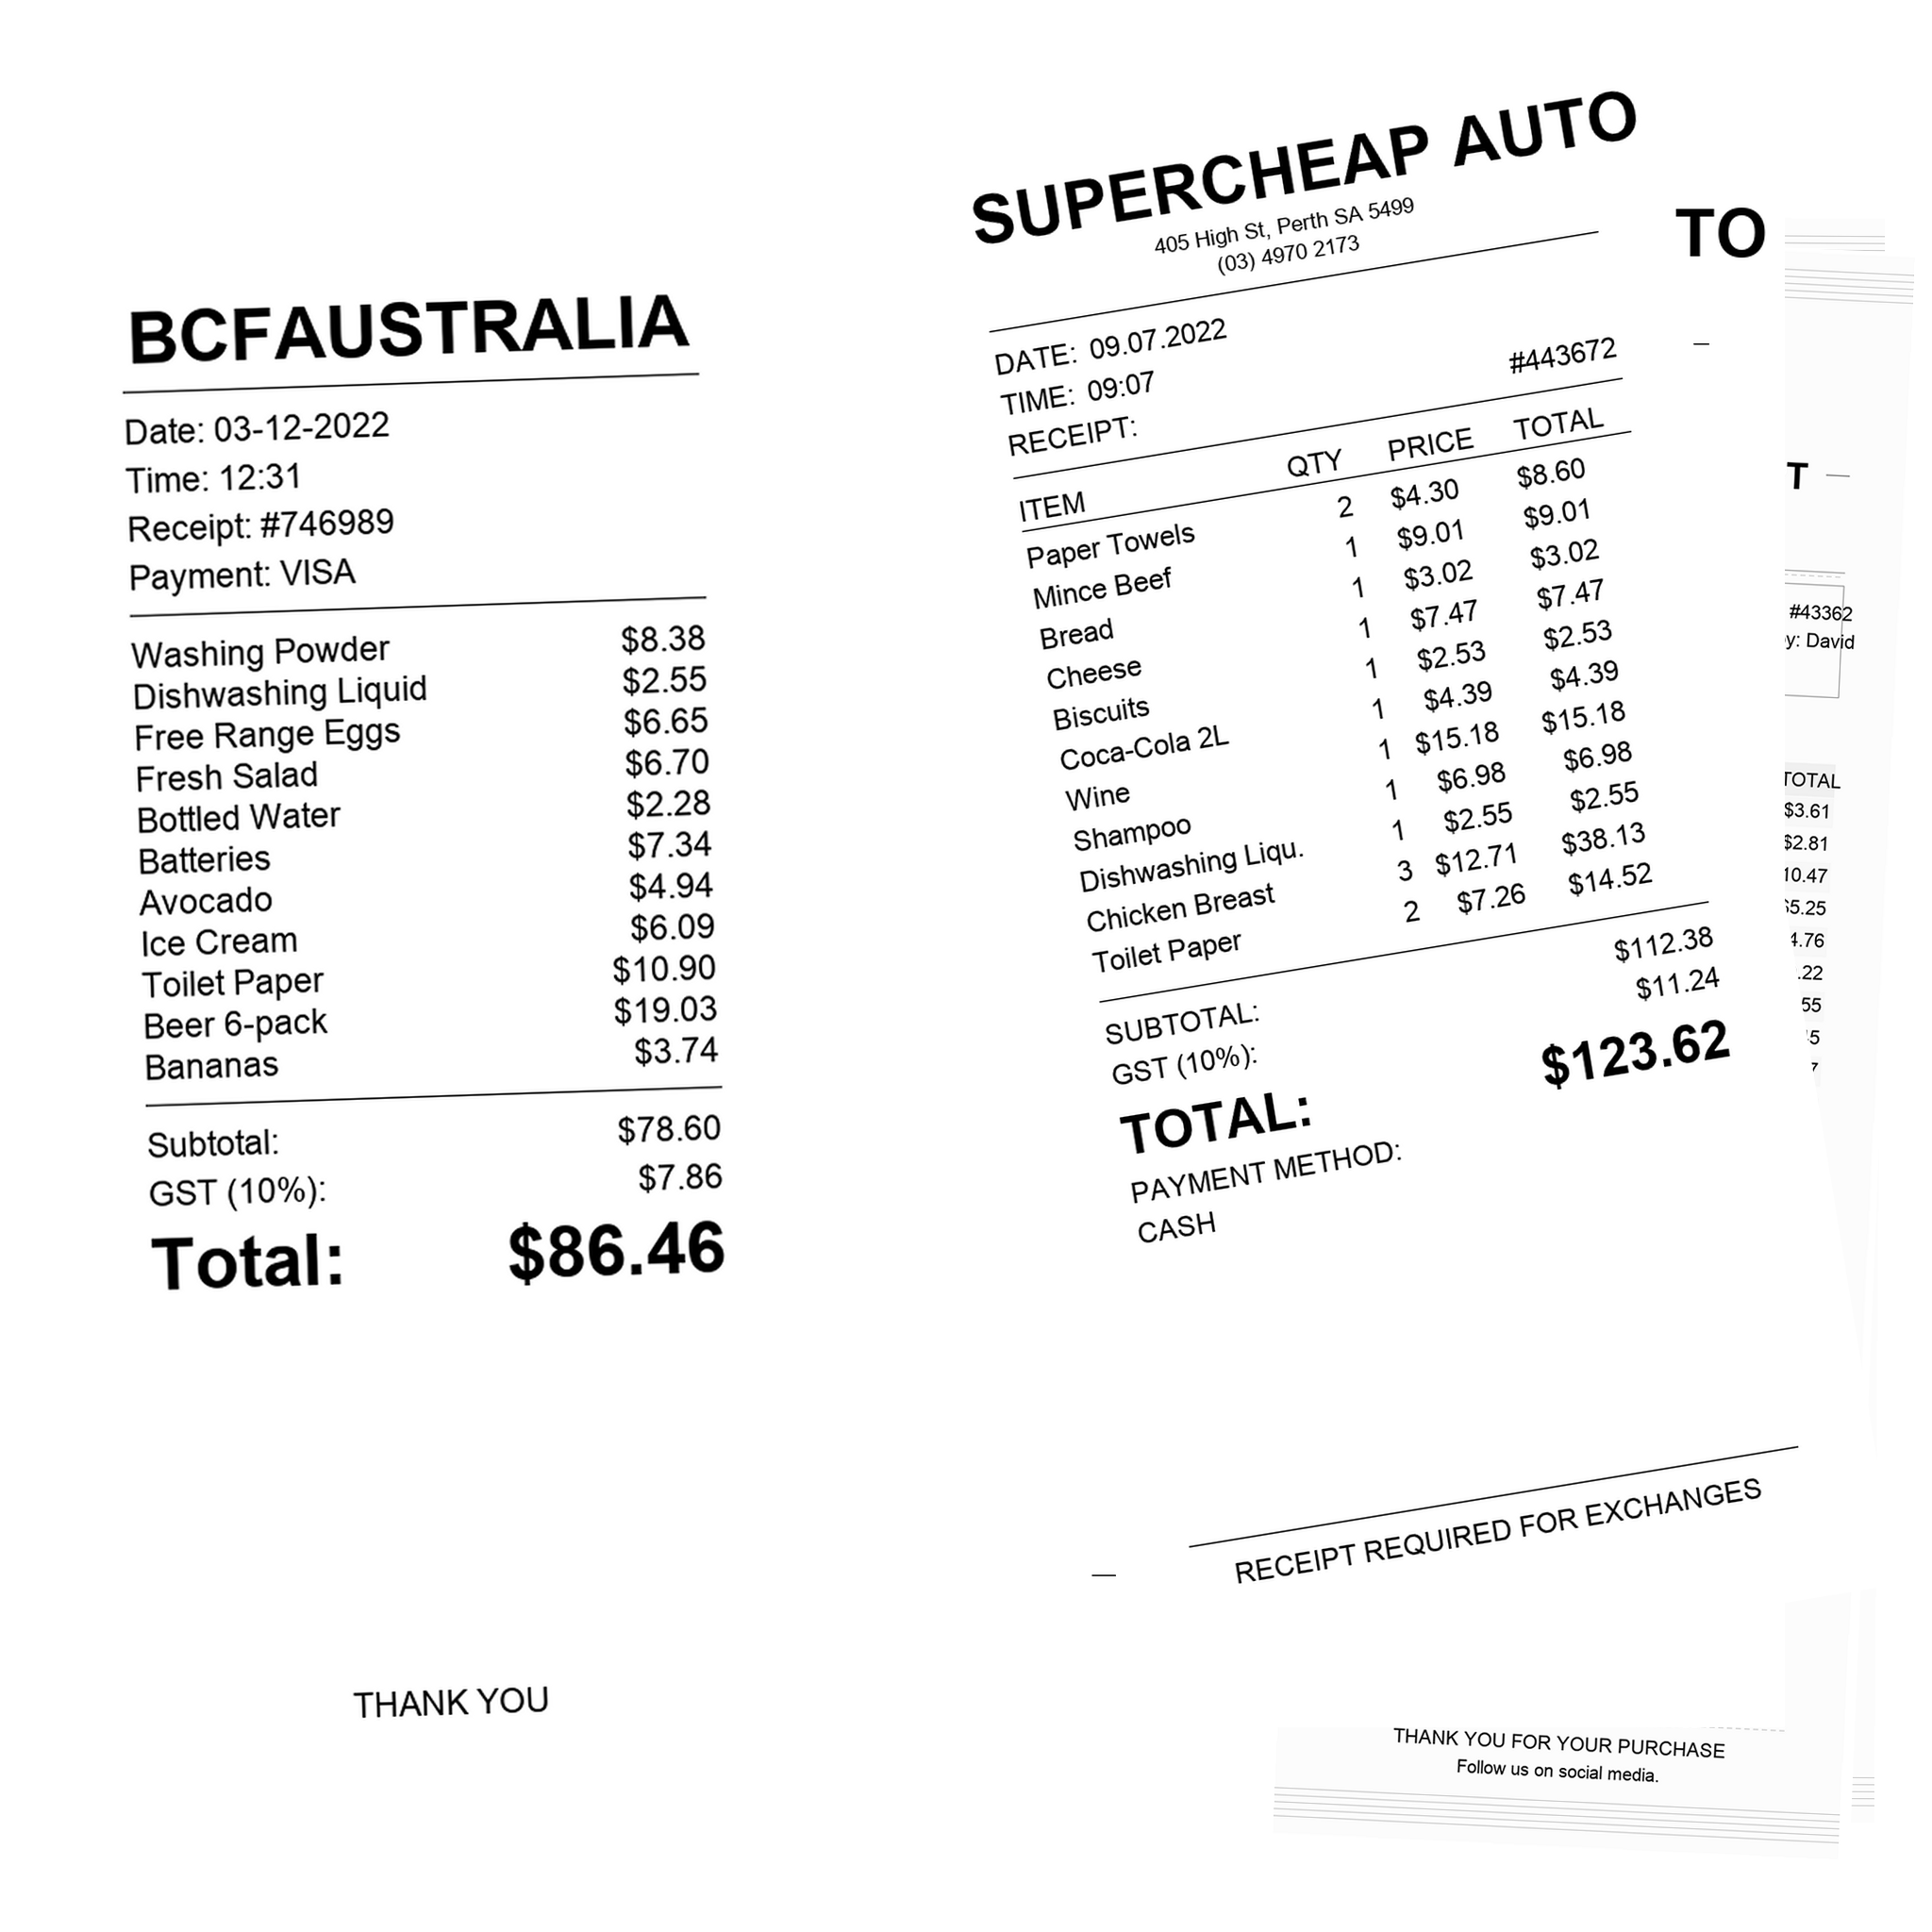 BCFAUSTRALIA
Date: 03-12-2022
Time: 12:31
Receipt: #746989
Payment: VISA
Washing Powder $8.38
Dishwashing Liquid $2.55
Free Range Eggs $6.65
Fresh Salad $6.70
Bottled Water $2.28
Batteries $7.34
Avocado $4.94
Ice Cream $6.09
Toilet Paper $10.90
Beer 6-pack $19.03
Bananas $3.74
Subtotal: $78.60
GST (10%): $7.86
Total: $86.46
THANK YOU
SUPERCHEAP AUTO
405 High St, Perth SA 5499
(03) 4970 2173
DATE: 09.07.2022
TIME: 09:07
RECEIPT: #443672
ITEM QTY PRICE TOTAL
Paper Towels 2 $4.30 $8.60
Mince Beef 1 $9.01 $9.01
Bread 1 $3.02 $3.02
Cheese 1 $7.47 $7.47
Biscuits 1 $2.53 $2.53
Coca-Cola 2L 1 $4.39 $4.39
Wine 1 $15.18 $15.18
Shampoo 1 $6.98 $6.98
Dishwashing Liqu. 1 $2.55 $2.55
Chicken Breast 3 $12.71 $38.13
Toilet Paper 2 $7.26 $14.52
SUBTOTAL: $112.38
GST (10%): $11.24
TOTAL: $123.62
PAYMENT METHOD:
CASH
RECEIPT REQUIRED FOR EXCHANGES
TO
T
#43362
y: David
TOTAL
$3.61
$2.81
10.47
$5.25
4.76
.22
55
5
THANK YOU FOR YOUR PURCHASE
Follow us on social media.